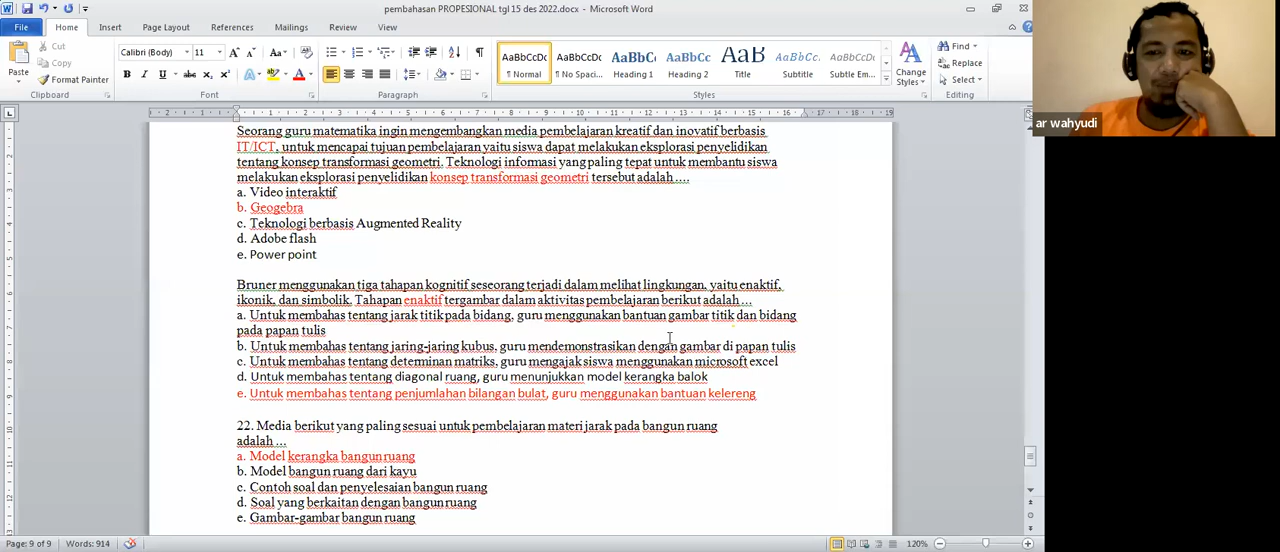 pembahasan PROPESIONAL tgl 15 des 2022.docx - Microsoft Word
File Home Insert Page Layout References Mailings Review View
Paste
Cut
Copy
Format Painter
Clipboard
Calibri (Body) 11
Font
Paragraph
AaBbCcDc AaBbCcDc AaBbCc AaBbCc AaB AaBbCc. AaBbCcDc
¶ Normal ¶ No Spaci... Heading 1 Heading 2 Title Subtitle Subtle Em...
Change Styles
Styles
Find
Replace
Select
Editing
ar wahyudi
Seorang guru matematika ingin mengembangkan media pembelajaran kreatif dan inovatif berbasis
IT/ICT, untuk mencapai tujuan pembelajaran yaitu siswa dapat melakukan eksplorasi penyelidikan
tentang konsep transformasi geometri. Teknologi informasi yang paling tepat untuk membantu siswa
melakukan eksplorasi penyelidikan konsep transformasi geometri tersebut adalah ....
a. Video interaktif
b. Geogebra
c. Teknologi berbasis Augmented Reality
d. Adobe flash
e. Power point
Bruner menggunakan tiga tahapan kognitif seseorang terjadi dalam melihat lingkungan, yaitu enaktif,
ikonik, dan simbolik. Tahapan enaktif tergambar dalam aktivitas pembelajaran berikut adalah ...
a. Untuk membahas tentang jarak titik pada bidang, guru menggunakan bantuan gambar titik dan bidang
pada papan tulis
b. Untuk membahas tentang jaring-jaring kubus, guru mendemonstrasikan dengan gambar di papan tulis
c. Untuk membahas tentang determinan matriks, guru mengajak siswa menggunakan microsoft excel
d. Untuk membahas tentang diagonal ruang, guru menunjukkan model kerangka balok
e. Untuk membahas tentang penjumlahan bilangan bulat, guru menggunakan bantuan kelereng
22. Media berikut yang paling sesuai untuk pembelajaran materi jarak pada bangun ruang
adalah ...
a. Model kerangka bangun ruang
b. Model bangun ruang dari kayu
c. Contoh soal dan penyelesaian bangun ruang
d. Soal yang berkaitan dengan bangun ruang
e. Gambar-gambar bangun ruang
Page: 9 of 9 Words: 914 120%